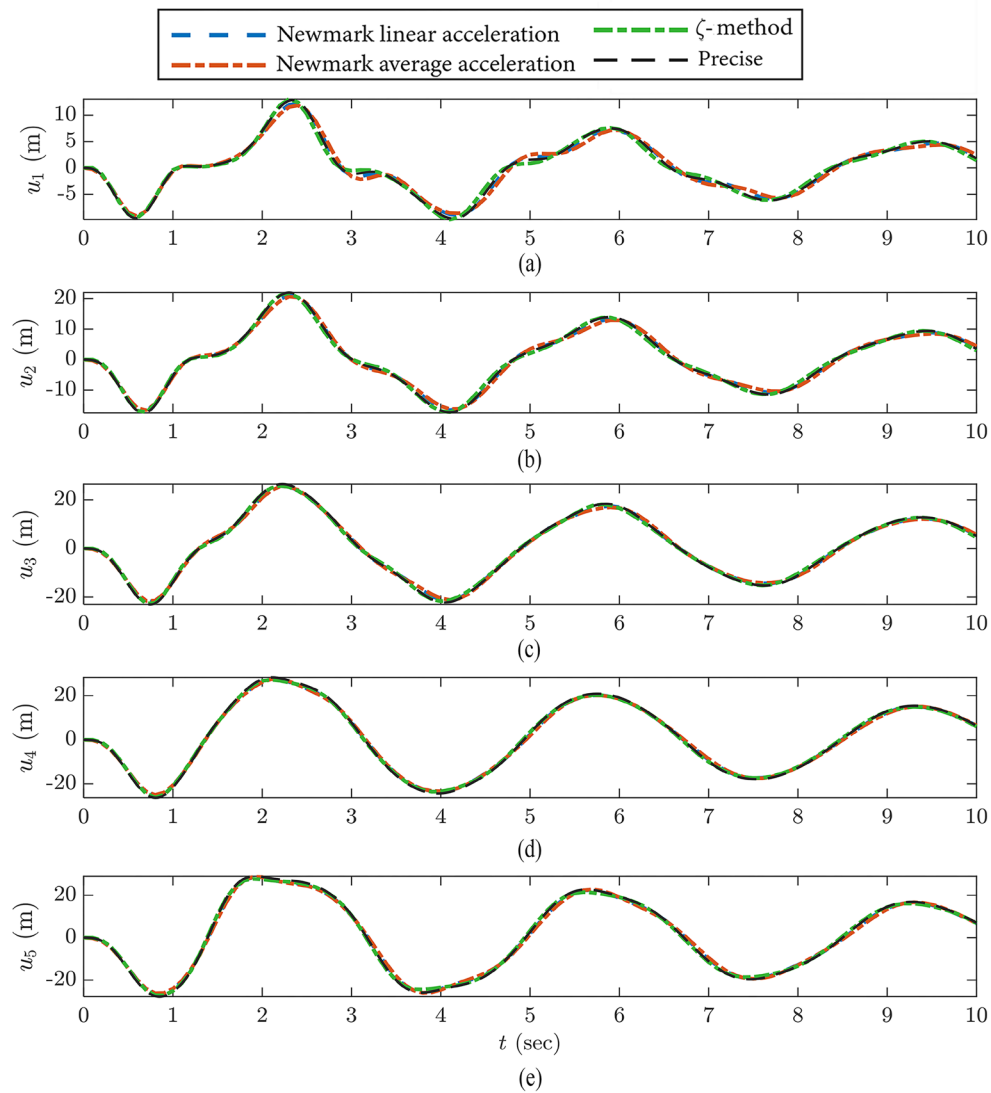 Newmark linear acceleration
Newmark average acceleration
ζ- method
Precise
10
5
0
-5
u1 (m)
0 1 2 3 4 5 6 7 8 9 10
(a)
20
10
0
-10
u2 (m)
0 1 2 3 4 5 6 7 8 9 10
(b)
20
0
-20
u3 (m)
0 1 2 3 4 5 6 7 8 9 10
(c)
20
0
-20
u4 (m)
0 1 2 3 4 5 6 7 8 9 10
(d)
20
0
-20
u5 (m)
0 1 2 3 4 5 6 7 8 9 10
t (sec)
(e)